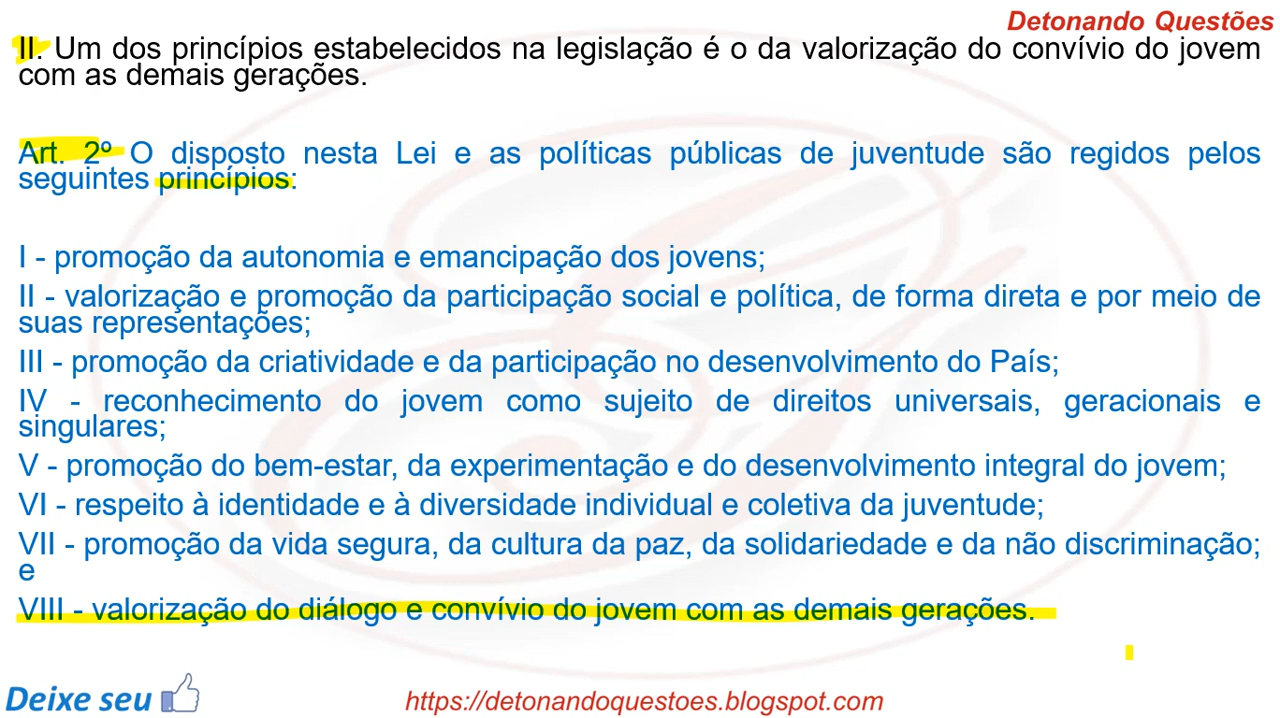 Detonando Questões
II. Um dos princípios estabelecidos na legislação é o da valorização do convívio do jovem
com as demais gerações.
Art. 2º O disposto nesta Lei e as políticas públicas de juventude são regidos pelos
seguintes princípios:
I - promoção da autonomia e emancipação dos jovens;
II - valorização e promoção da participação social e política, de forma direta e por meio de
suas representações;
III - promoção da criatividade e da participação no desenvolvimento do País;
IV - reconhecimento do jovem como sujeito de direitos universais, geracionais e
singulares;
V - promoção do bem-estar, da experimentação e do desenvolvimento integral do jovem;
VI - respeito à identidade e à diversidade individual e coletiva da juventude;
VII - promoção da vida segura, da cultura da paz, da solidariedade e da não discriminação;
e
VIII - valorização do diálogo e convívio do jovem com as demais gerações.
Deixe seu
https://detonandoquestoes.blogspot.com